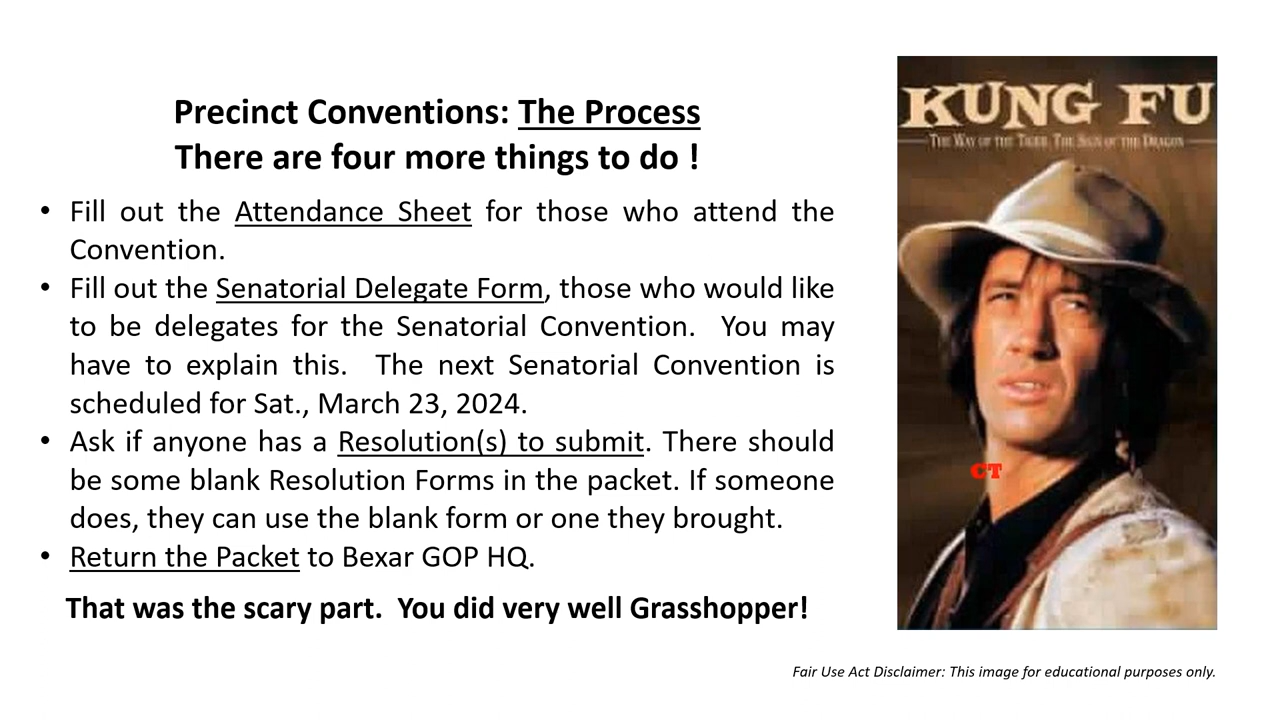 Precinct Conventions: The Process
There are four more things to do !
• Fill out the Attendance Sheet for those who attend the
Convention.
• Fill out the Senatorial Delegate Form, those who would like
to be delegates for the Senatorial Convention.  You may
have to explain this.  The next Senatorial Convention is
scheduled for Sat., March 23, 2024.
• Ask if anyone has a Resolution(s) to submit. There should
be some blank Resolution Forms in the packet. If someone
does, they can use the blank form or one they brought.
• Return the Packet to Bexar GOP HQ.
That was the scary part.  You did very well Grasshopper!
KUNG FU
The Way of the Tiger The Sign of the Dragon
CT
Fair Use Act Disclaimer: This image for educational purposes only.